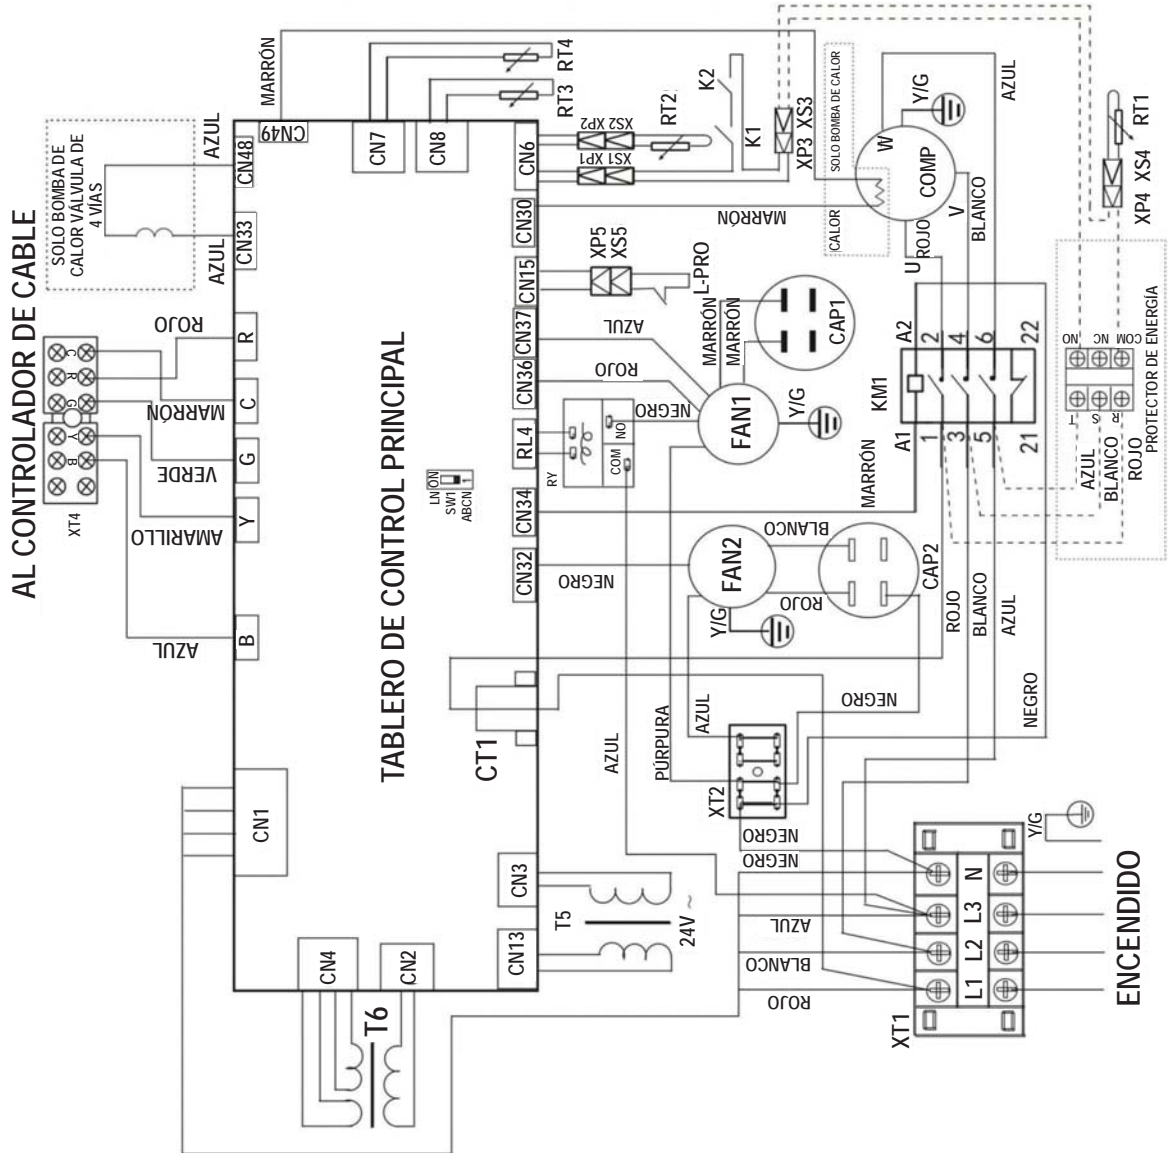 AL CONTROLADOR DE CABLE
XT4
C
R
G
Y
B
SOLO BOMBA DE
CALOR VÁLVULA DE
4 VÍAS
AZUL
AZUL
ROJO
MARRÓN
VERDE
AMARILLO
AZUL
MARRÓN
CN49
CN48
CN33
R
C
G
Y
B
CN1
CN4
CN2
T6
CN7
CN8
CN6
CN30
CN15
CN37
CN36
RL4
CN34
CN32
CN3
CN13
TABLERO DE CONTROL PRINCIPAL
LN
ON
SW1
ABCN
1
CT1
T5
24V ~
RT4
RT3
XS2 XP2
XS1 XP1
RT2
K2
K1
XP3 XS3
MARRÓN
XP5
XS5
L-PRO
AZUL
ROJO
NEGRO
RY
COM
NO
MARRÓN
MARRÓN
CAP1
FAN1
Y/G
SOLO BOMBA DE CALOR
CALOR
COMP
W
V
U
Y/G
AZUL
BLANCO
ROJO
RT1
XP4 XS4
KM1
A1
A2
1
2
3
4
5
6
21
22
MARRÓN
NO
NC
COM
T
S
R
PROTECTOR DE ENERGÍA
AZUL
BLANCO
ROJO
NEGRO
FAN2
BLANCO
ROJO
CAP2
Y/G
ROJO
BLANCO
AZUL
NEGRO
NEGRO
AZUL
PÚRPURA
AZUL
XT2
NEGRO
NEGRO
AZUL
BLANCO
ROJO
XT1
L1
L2
L3
N
Y/G
ENCENDIDO